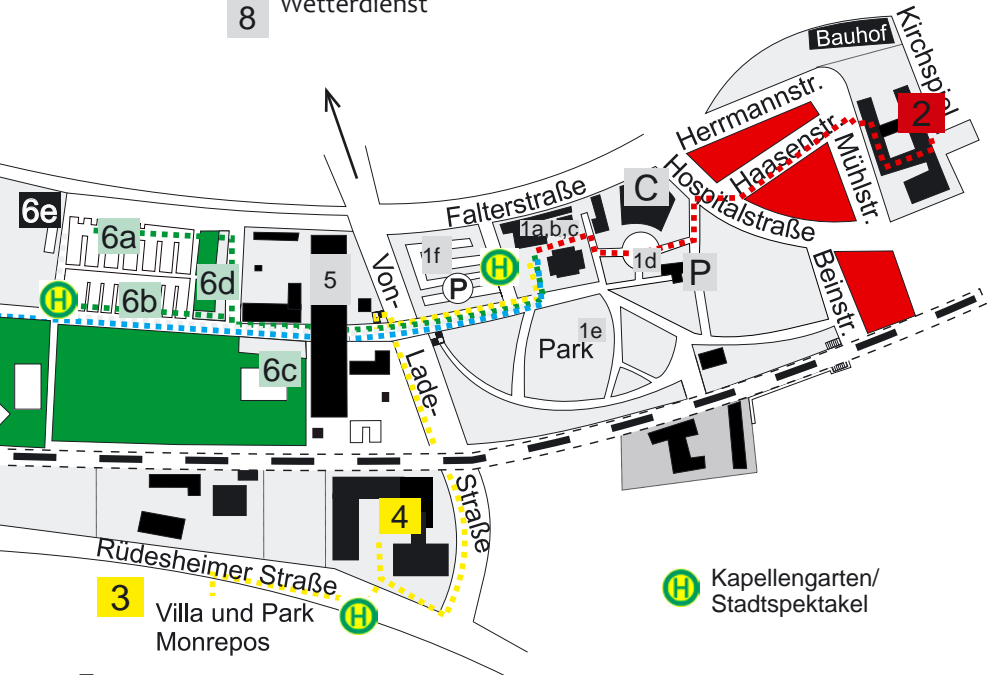 8
Wetterdienst
Kirchspiel
Bauhof
Herrmannstr.
2
Haasenstr.
Mühlstr.
Hospitalstraße
C
Falterstraße
6e
6a
1a,b,c
6d
1f
1d
P
H
P
5
Von-
Beinstr.
H
6b
1e
Park
6c
Lade-
Straße
4
Rüdesheimer Straße
3
Villa und Park
Monrepos
H
H
Kapellengarten/
Stadtspektakel